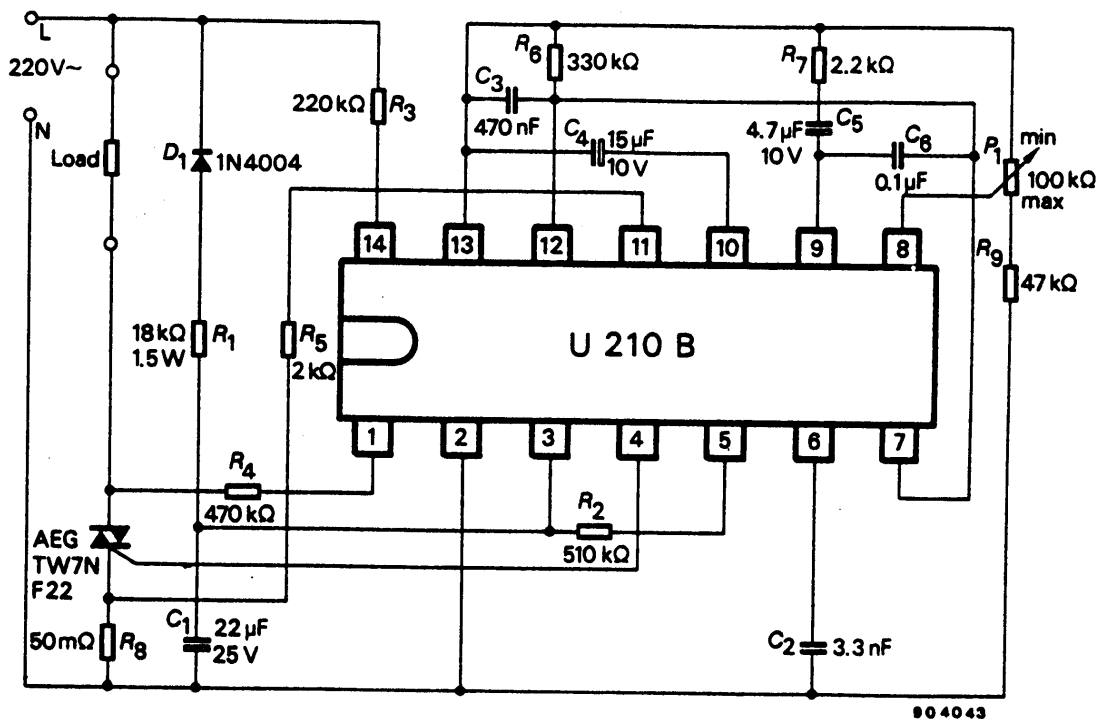 L
220V~
N
Load
D1
1N4004
220kΩ
R3
R6
330kΩ
C3
470 nF
C4
15µF
10V
R7
2.2kΩ
4.7µF
10V
C5
C6
0.1µF
P1
min
100kΩ
max
R9
47kΩ
14
13
12
11
10
9
8
18kΩ
1.5W
R1
R5
2kΩ
U 210 B
1
2
3
4
5
6
7
R4
470kΩ
R2
510kΩ
AEG
TW7N
F22
50mΩ
R8
C1
22µF
25V
C2
3.3nF
904043